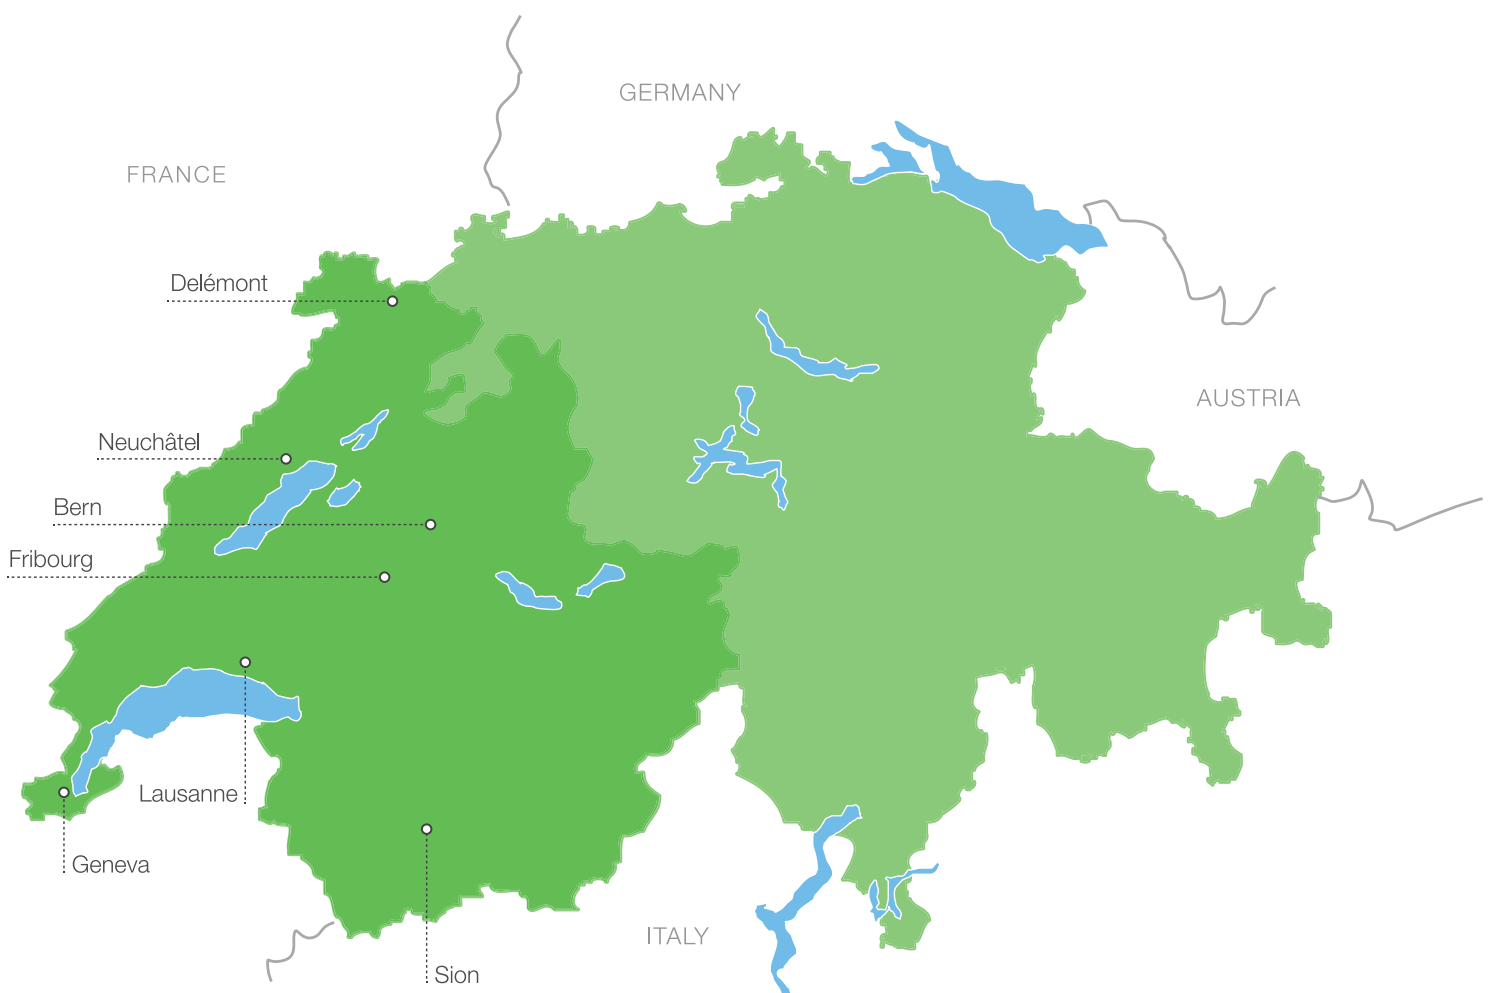 GERMANY
FRANCE
Delémont
AUSTRIA
Neuchâtel
Bern
Fribourg
Lausanne
Geneva
ITALY
Sion